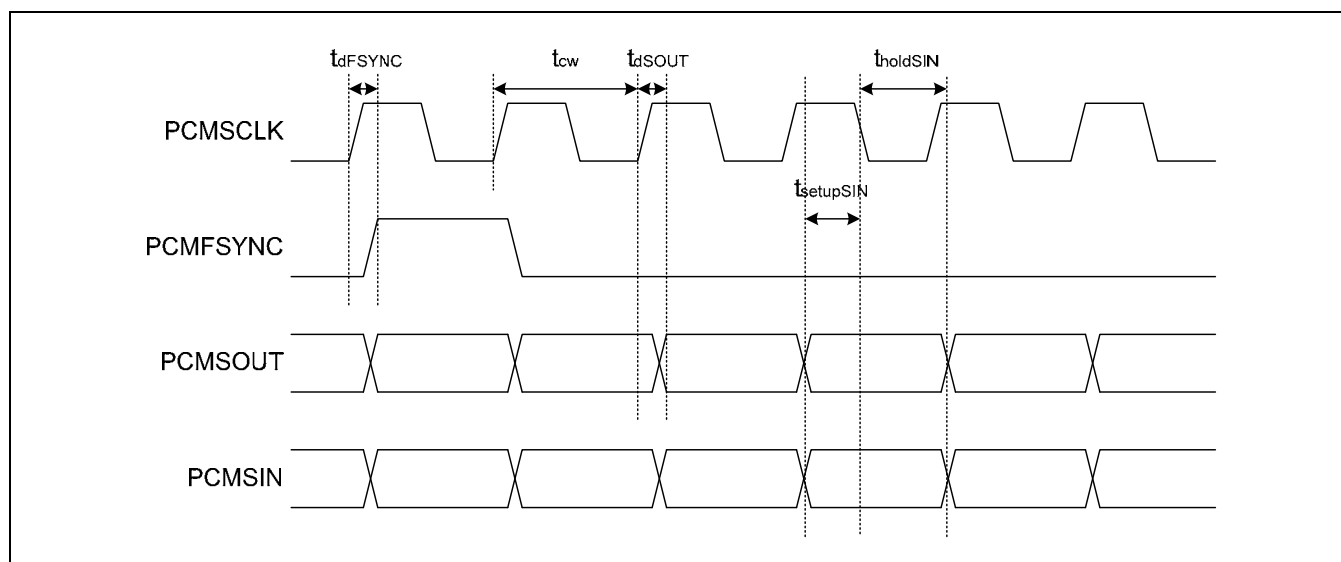 tdFSYNC
tcw
tdSOUT
tholdSIN
PCMSCLK
tsetupSIN
PCMFSYNC
PCMSOUT
PCMSIN